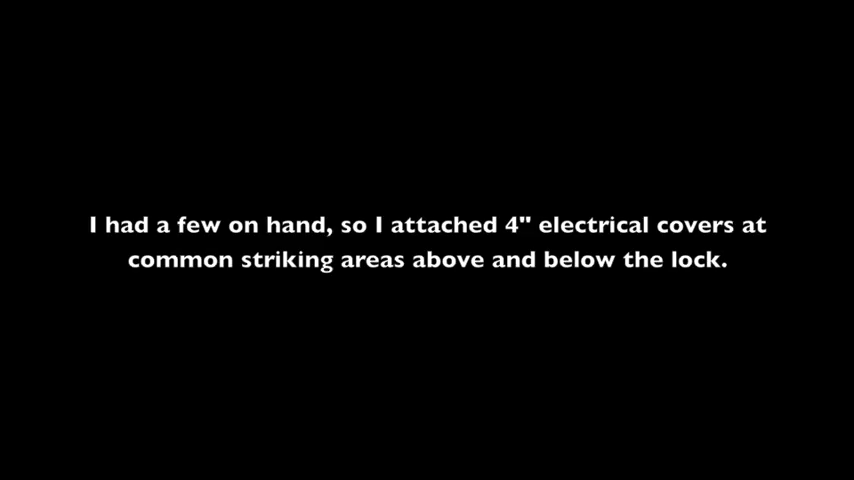 I had a few on hand, so I attached 4" electrical covers at
common striking areas above and below the lock.